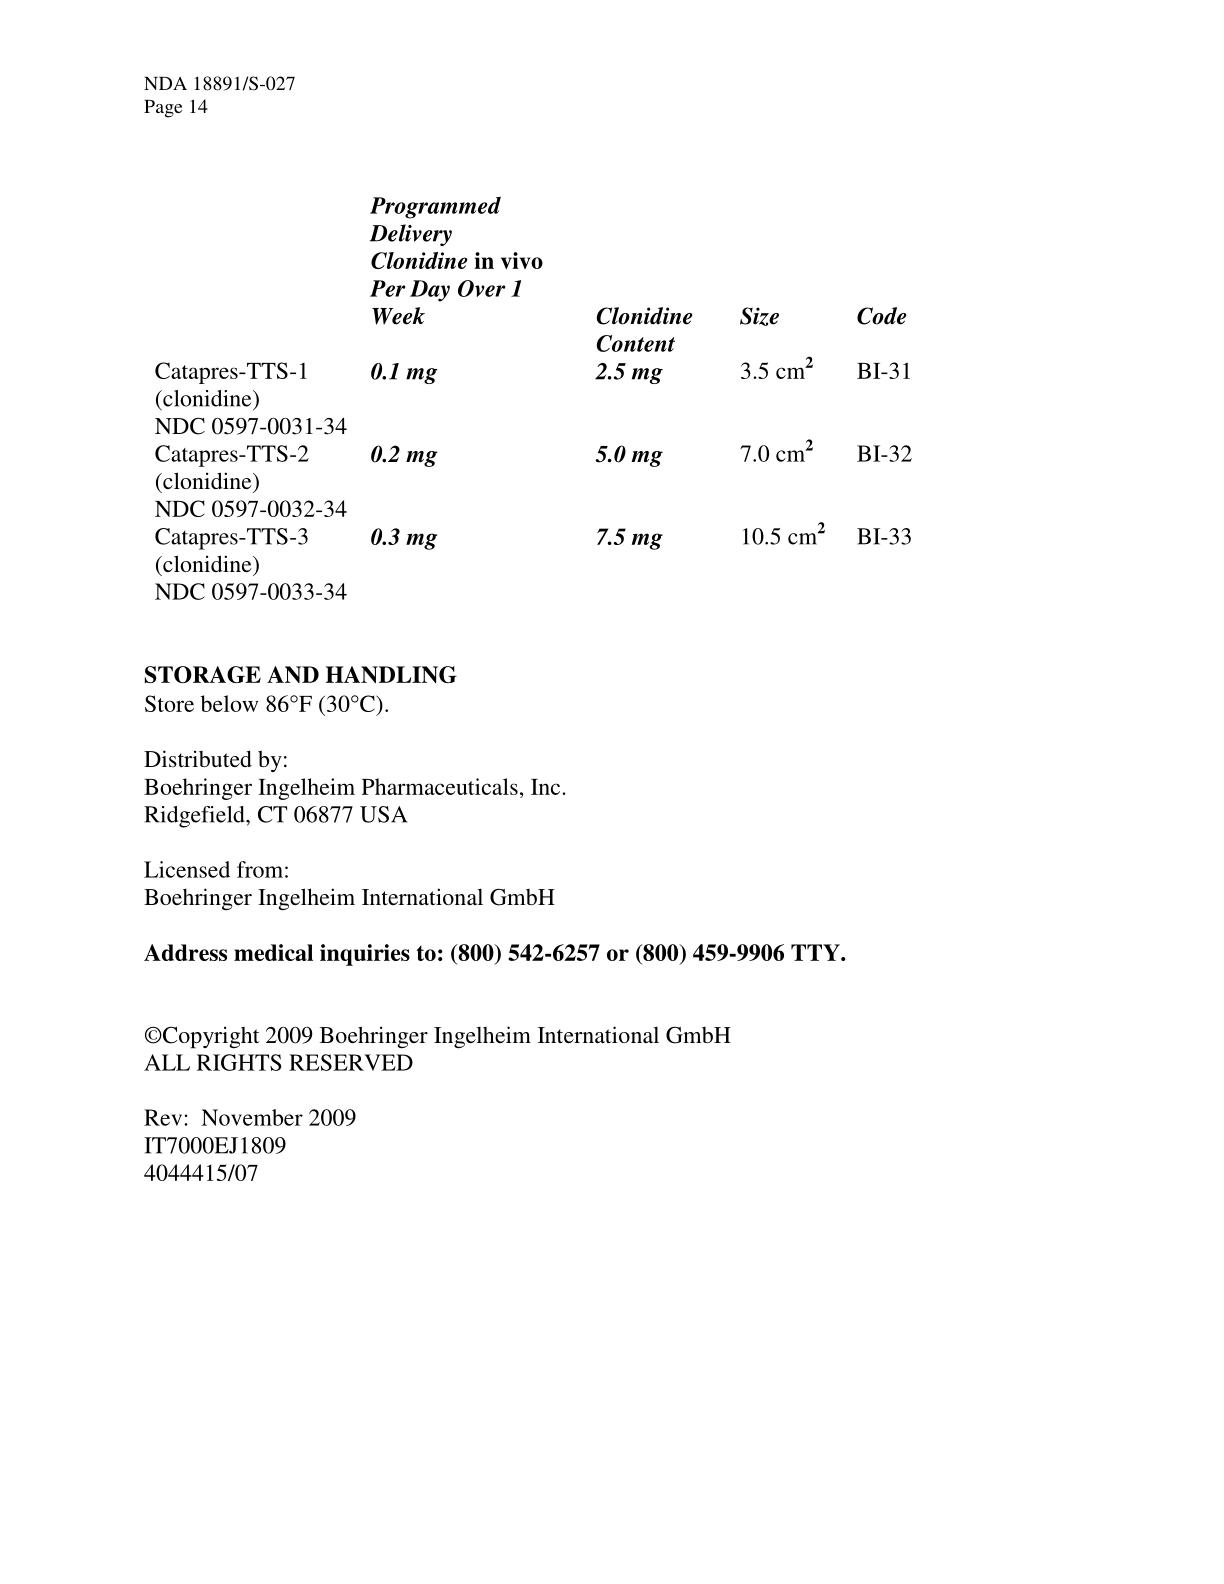 NDA 18891/S-027
Page 14
Programmed
Delivery
Clonidine in vivo
Per Day Over 1
Week Clonidine Size Code
Content
Catapres-TTS-1 0.1 mg 2.5 mg 3.5 cm² BI-31
(clonidine)
NDC 0597-0031-34
Catapres-TTS-2 0.2 mg 5.0 mg 7.0 cm² BI-32
(clonidine)
NDC 0597-0032-34
Catapres-TTS-3 0.3 mg 7.5 mg 10.5 cm² BI-33
(clonidine)
NDC 0597-0033-34
STORAGE AND HANDLING
Store below 86°F (30°C).
Distributed by:
Boehringer Ingelheim Pharmaceuticals, Inc.
Ridgefield, CT 06877 USA
Licensed from:
Boehringer Ingelheim International GmbH
Address medical inquiries to: (800) 542-6257 or (800) 459-9906 TTY.
©Copyright 2009 Boehringer Ingelheim International GmbH
ALL RIGHTS RESERVED
Rev:  November 2009
IT7000EJ1809
4044415/07